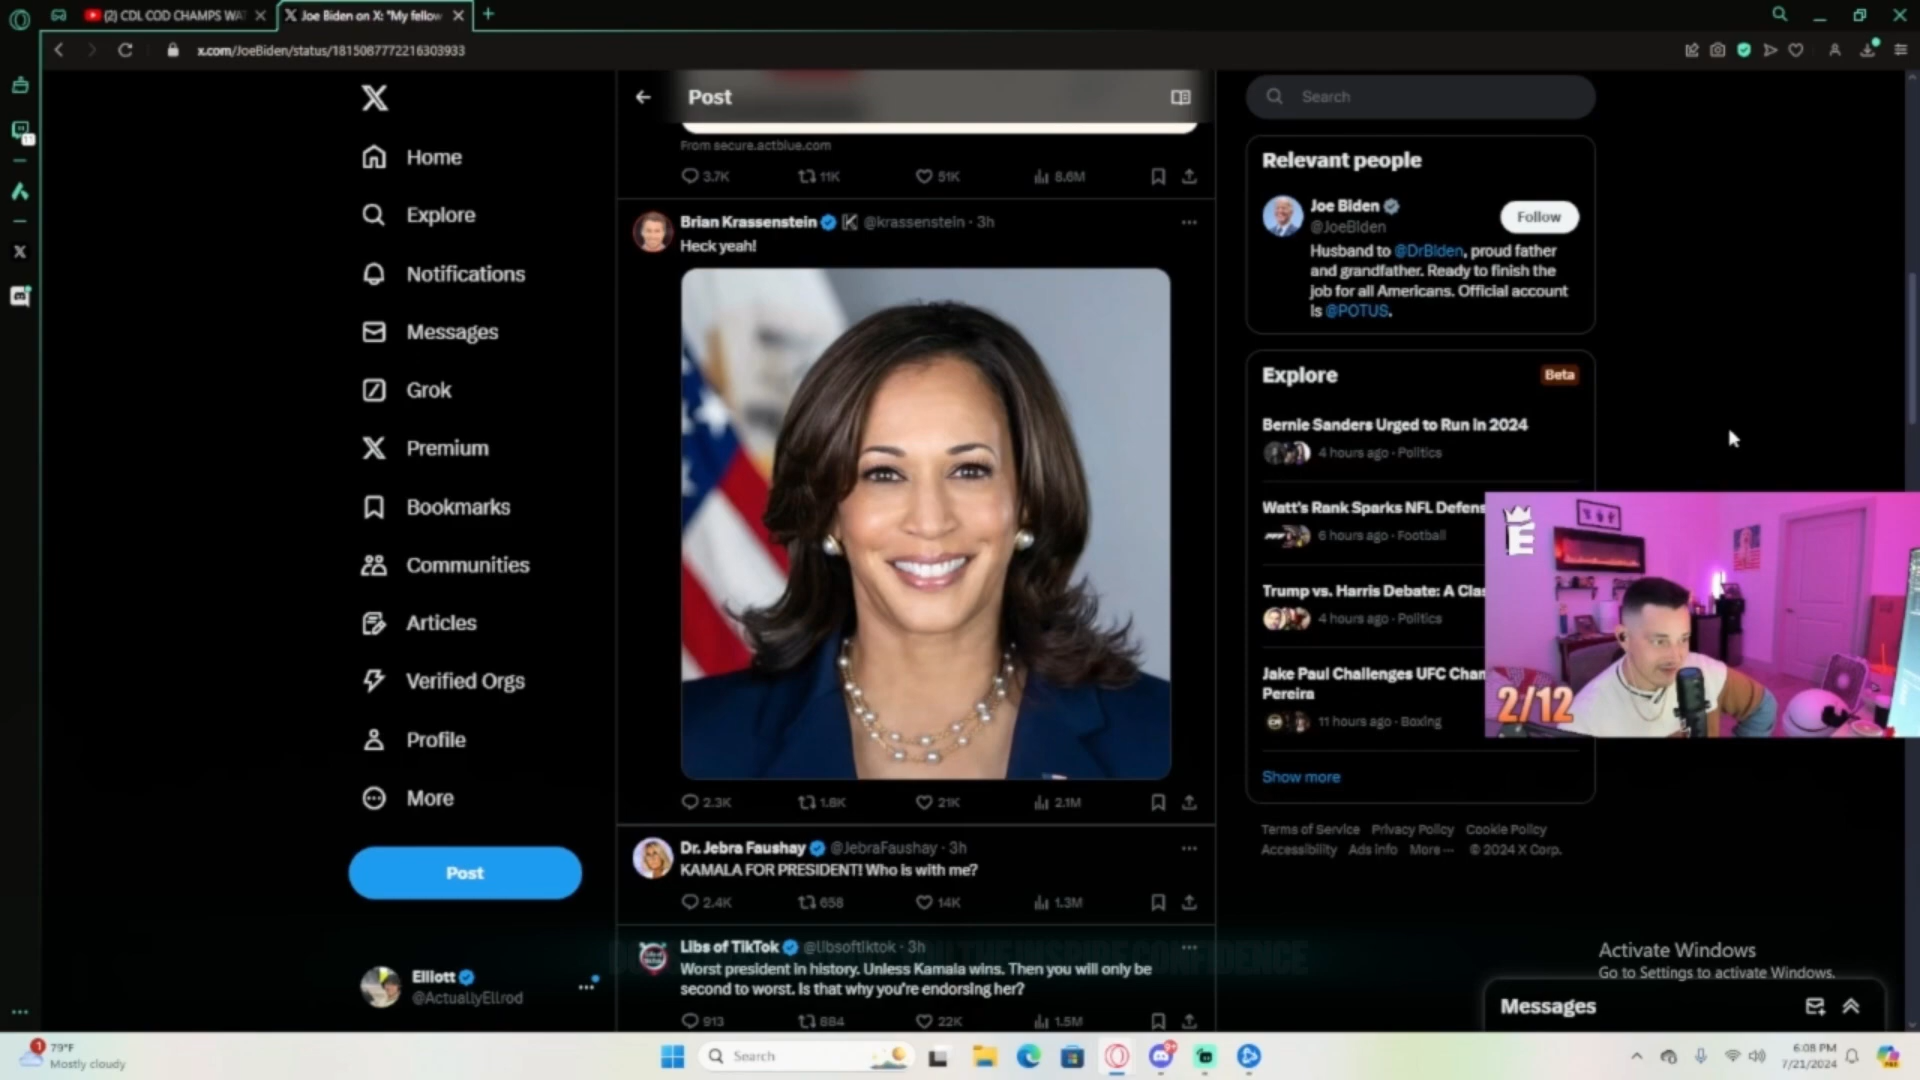 (2) CDL COD CHAMPS WA
Joe Biden on X: "My fellow
x.com/JoeBiden/status/1815087772216303933
Home
Explore
Notifications
Messages
Grok
Premium
Bookmarks
Communities
Articles
Verified Orgs
Profile
More
Post
Elliott
@ActuallyEllrod
Post
From secure.actblue.com
3.7K 11K 51K 8.6M
Brian Krassenstein @krassenstein · 3h
Heck yeah!
2.3K 1.8K 21K 2.1M
Dr. Jebra Faushay @JebraFaushay · 3h
KAMALA FOR PRESIDENT! Who is with me?
2.4K 658 14K 1.3M
Libs of TikTok @libsoftiktok · 3h
Worst president in history. Unless Kamala wins. Then you will only be
second to worst. Is that why you're endorsing her?
913 884 22K 1.5M
Search
Relevant people
Joe Biden
@JoeBiden
Follow
Husband to @DrBiden, proud father
and grandfather. Ready to finish the
job for all Americans. Official account
is @POTUS.
Explore
Beta
Bernie Sanders Urged to Run in 2024
4 hours ago · Politics
Watt's Rank Sparks NFL Defens
6 hours ago · Football
Trump vs. Harris Debate: A Clas
4 hours ago · Politics
Jake Paul Challenges UFC Cham
Pereira
11 hours ago · Boxing
Show more
Terms of Service Privacy Policy Cookie Policy
Accessibility Ads info More ··· © 2024 X Corp.
E
2/12
Activate Windows
Go to Settings to activate Windows.
Messages
1
79°F
Mostly cloudy
Search
6:08 PM
7/21/2024